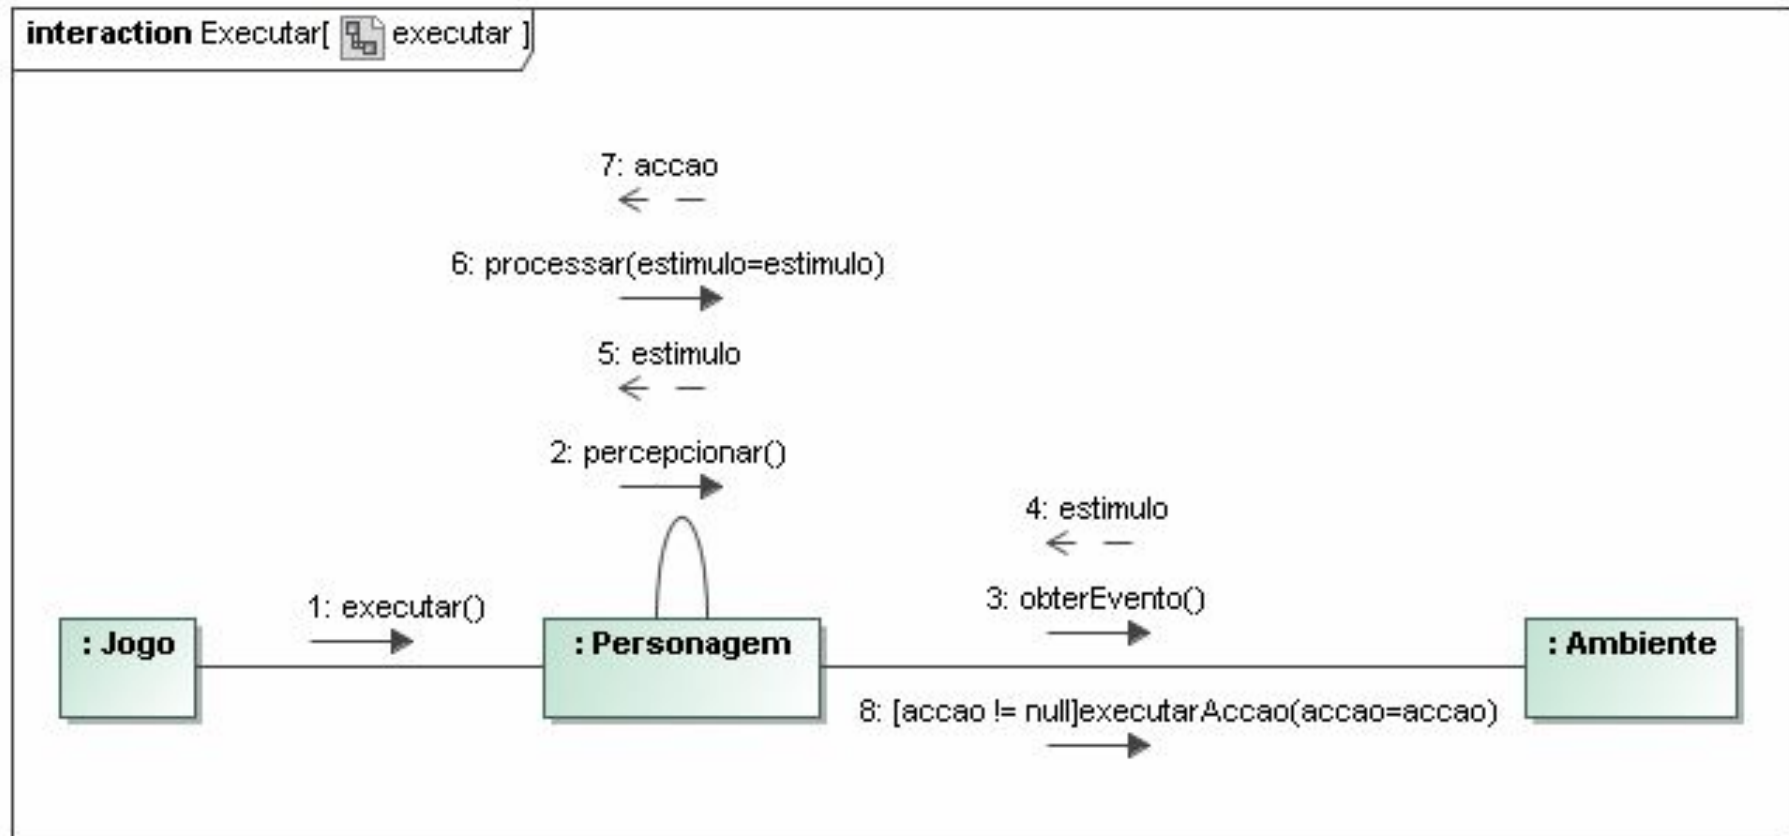 interaction Executar[ executar ]
7: accao
6: processar(estimulo=estimulo)
5: estimulo
2: percepcionar()
4: estimulo
3: obterEvento()
1: executar()
: Jogo
: Personagem
: Ambiente
8: [accao != null]executarAccao(accao=accao)